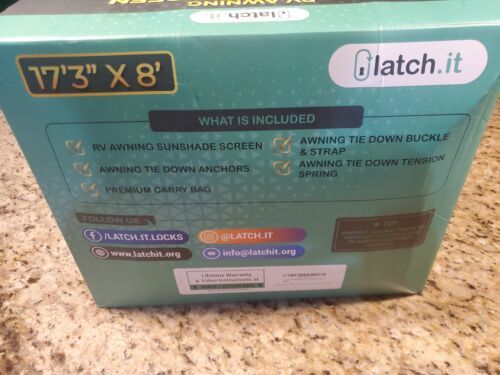 RV AWNING
latch.it
17'3" X 8'
latch.it
WHAT IS INCLUDED
RV AWNING SUNSHADE SCREEN
AWNING TIE DOWN ANCHORS
PREMIUM CARRY BAG
AWNING TIE DOWN BUCKLE
& STRAP
AWNING TIE DOWN TENSION
SPRING
FOLLOW US
/LATCH.IT.LOCKS
@LATCH.IT
www.latchit.org
info@latchit.org
TIP
Lifetime Warranty
& Video Instructions at